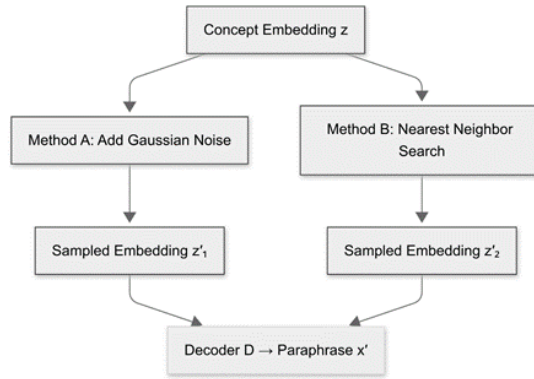 Concept Embedding z
Method A: Add Gaussian Noise
Method B: Nearest Neighbor
Search
Sampled Embedding z′₁
Sampled Embedding z′₂
Decoder D → Paraphrase x′